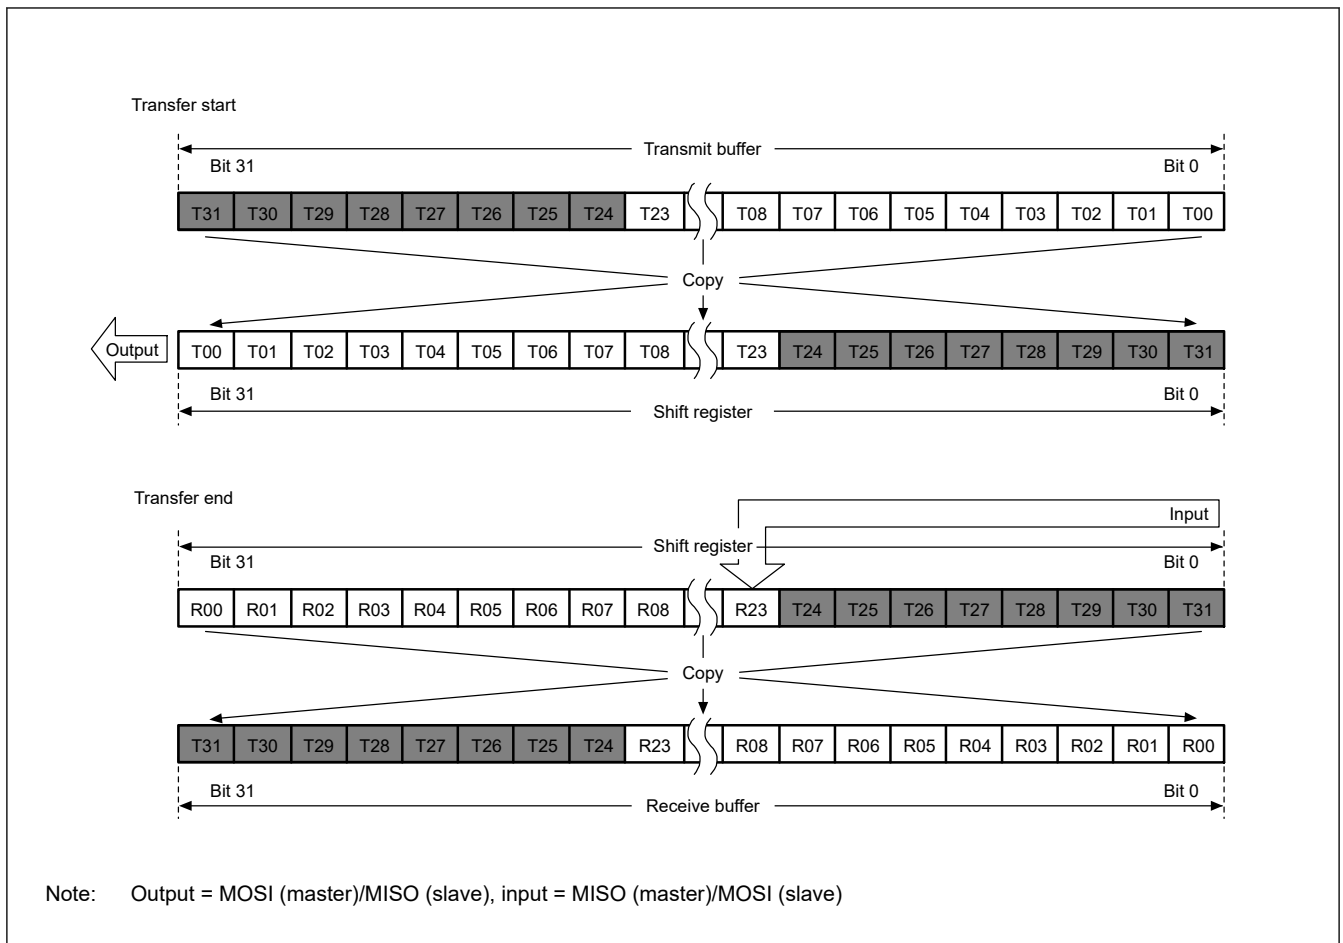 Transfer start
Transmit buffer
Bit 31 Bit 0
T31 T30 T29 T28 T27 T26 T25 T24 T23 T08 T07 T06 T05 T04 T03 T02 T01 T00
Copy
Output T00 T01 T02 T03 T04 T05 T06 T07 T08 T23 T24 T25 T26 T27 T28 T29 T30 T31
Bit 31 Bit 0
Shift register
Transfer end
Input
Shift register
Bit 31 Bit 0
R00 R01 R02 R03 R04 R05 R06 R07 R08 R23 T24 T25 T26 T27 T28 T29 T30 T31
Copy
T31 T30 T29 T28 T27 T26 T25 T24 R23 R08 R07 R06 R05 R04 R03 R02 R01 R00
Bit 31 Bit 0
Receive buffer
Note: Output = MOSI (master)/MISO (slave), input = MISO (master)/MOSI (slave)